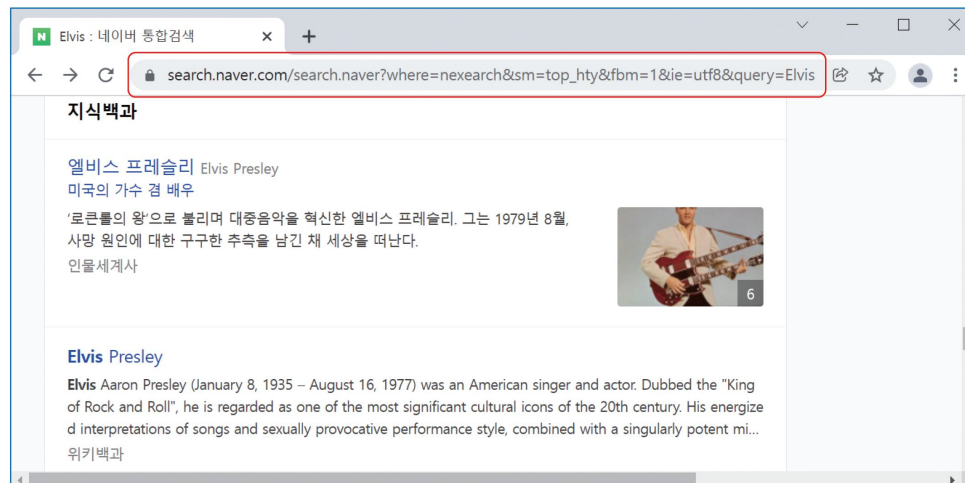 Elvis : 네이버 통합검색
search.naver.com/search.naver?where=nexearch&sm=top_hty&fbm=1&ie=utf8&query=Elvis
지식백과
엘비스 프레슬리 Elvis Presley
미국의 가수 겸 배우
‘로큰롤의 왕’으로 불리며 대중음악을 혁신한 엘비스 프레슬리. 그는 1979년 8월,
사망 원인에 대한 구구한 추측을 남긴 채 세상을 떠난다.
인물세계사
6
Elvis Presley
Elvis Aaron Presley (January 8, 1935 – August 16, 1977) was an American singer and actor. Dubbed the "King
of Rock and Roll", he is regarded as one of the most significant cultural icons of the 20th century. His energize
d interpretations of songs and sexually provocative performance style, combined with a singularly potent mi...
위키백과